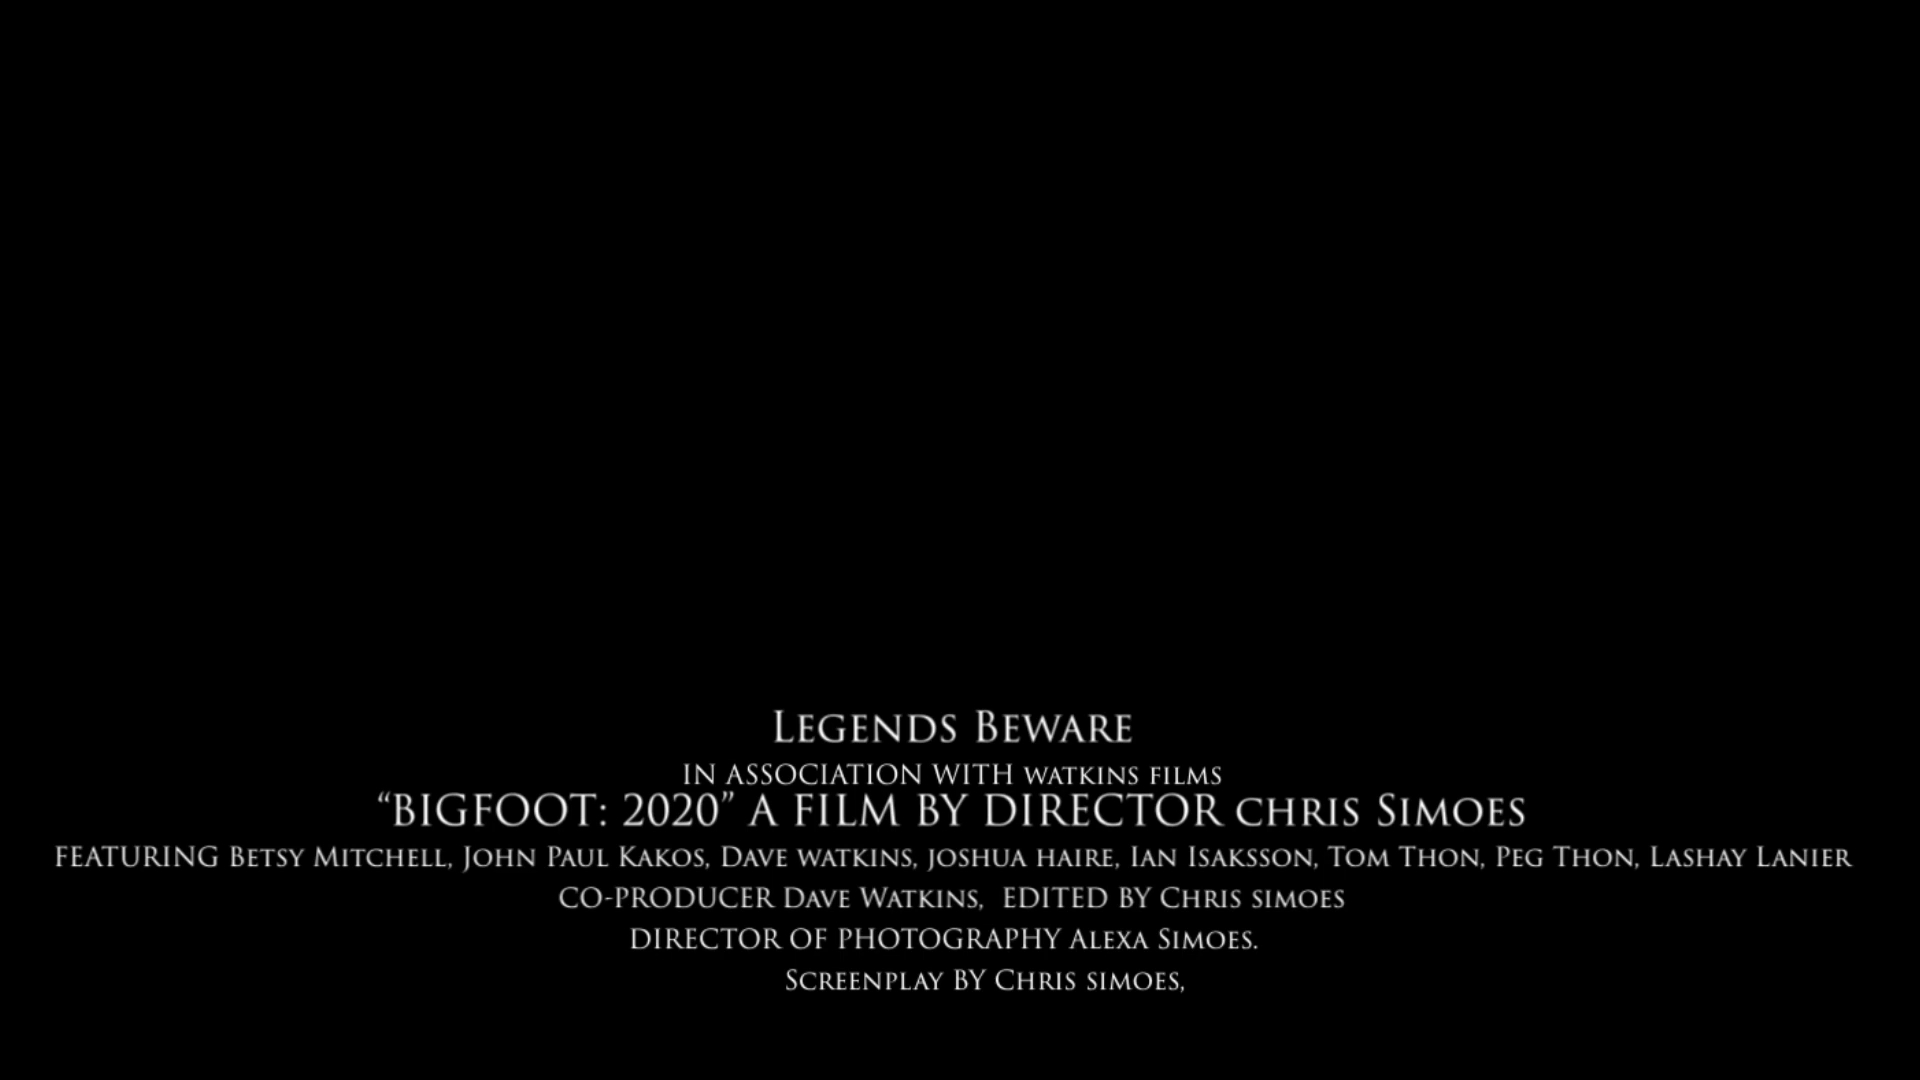 Legends Beware
IN ASSOCIATION WITH watkins films
“BIGFOOT: 2020” A FILM BY DIRECTOR chris Simoes
FEATURING Betsy Mitchell, John Paul Kakos, Dave watkins, joshua haire, Ian Isaksson, Tom Thon, Peg Thon, Lashay Lanier
CO-PRODUCER Dave Watkins, EDITED BY Chris simoes
DIRECTOR OF PHOTOGRAPHY Alexa Simoes.
Screenplay BY Chris simoes,